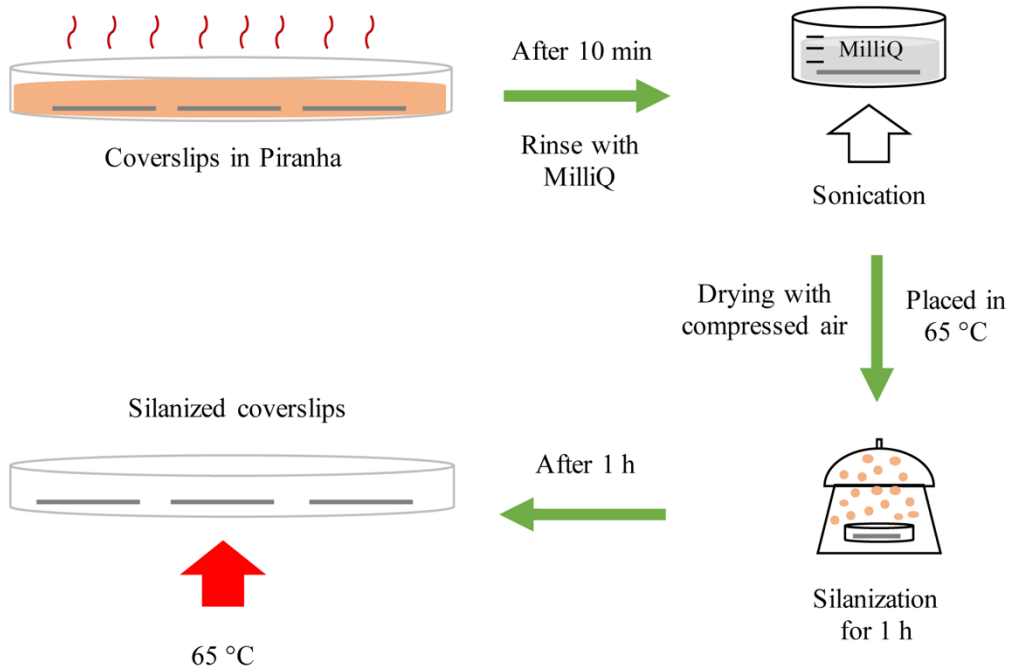 Coverslips in Piranha
After 10 min
Rinse with
MilliQ
MilliQ
Sonication
Drying with
compressed air
Placed in
65 °C
Silanization
for 1 h
After 1 h
Silanized coverslips
65 °C